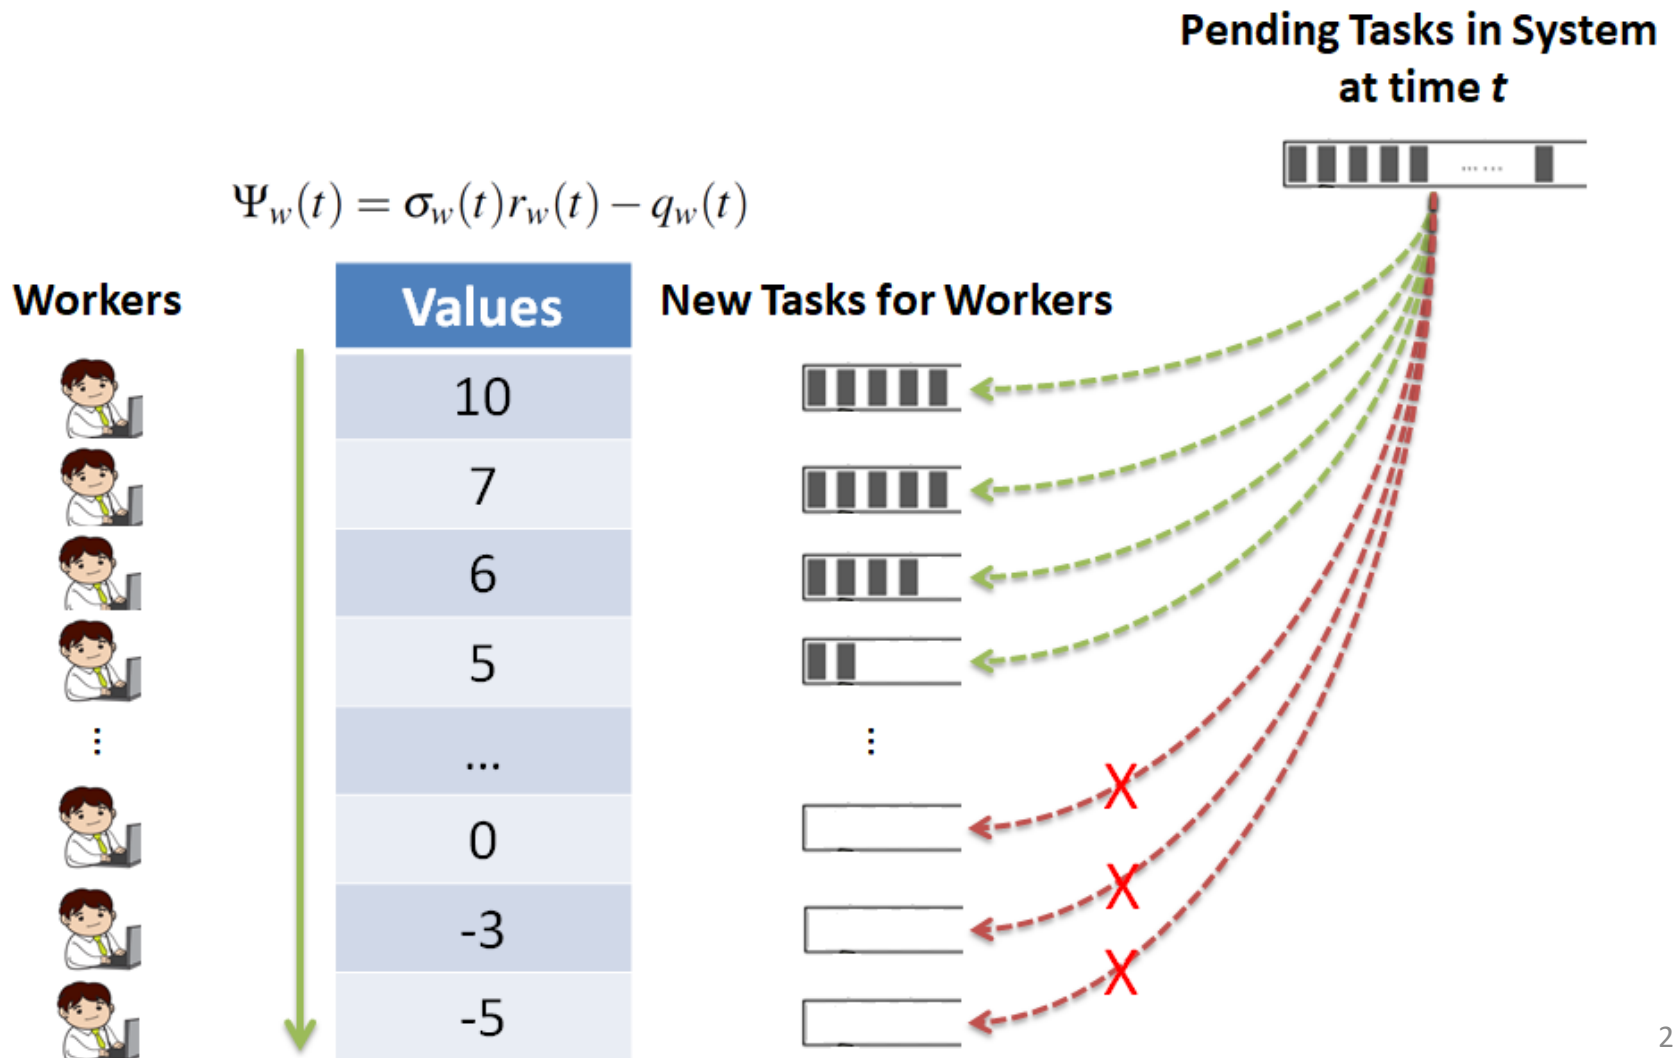 Pending Tasks in System
at time t
... ...
Ψw(t) = σw(t)rw(t) − qw(t)
Workers
Values
New Tasks for Workers
10
7
6
5
...
...
...
0
X
-3
X
-5
X
2